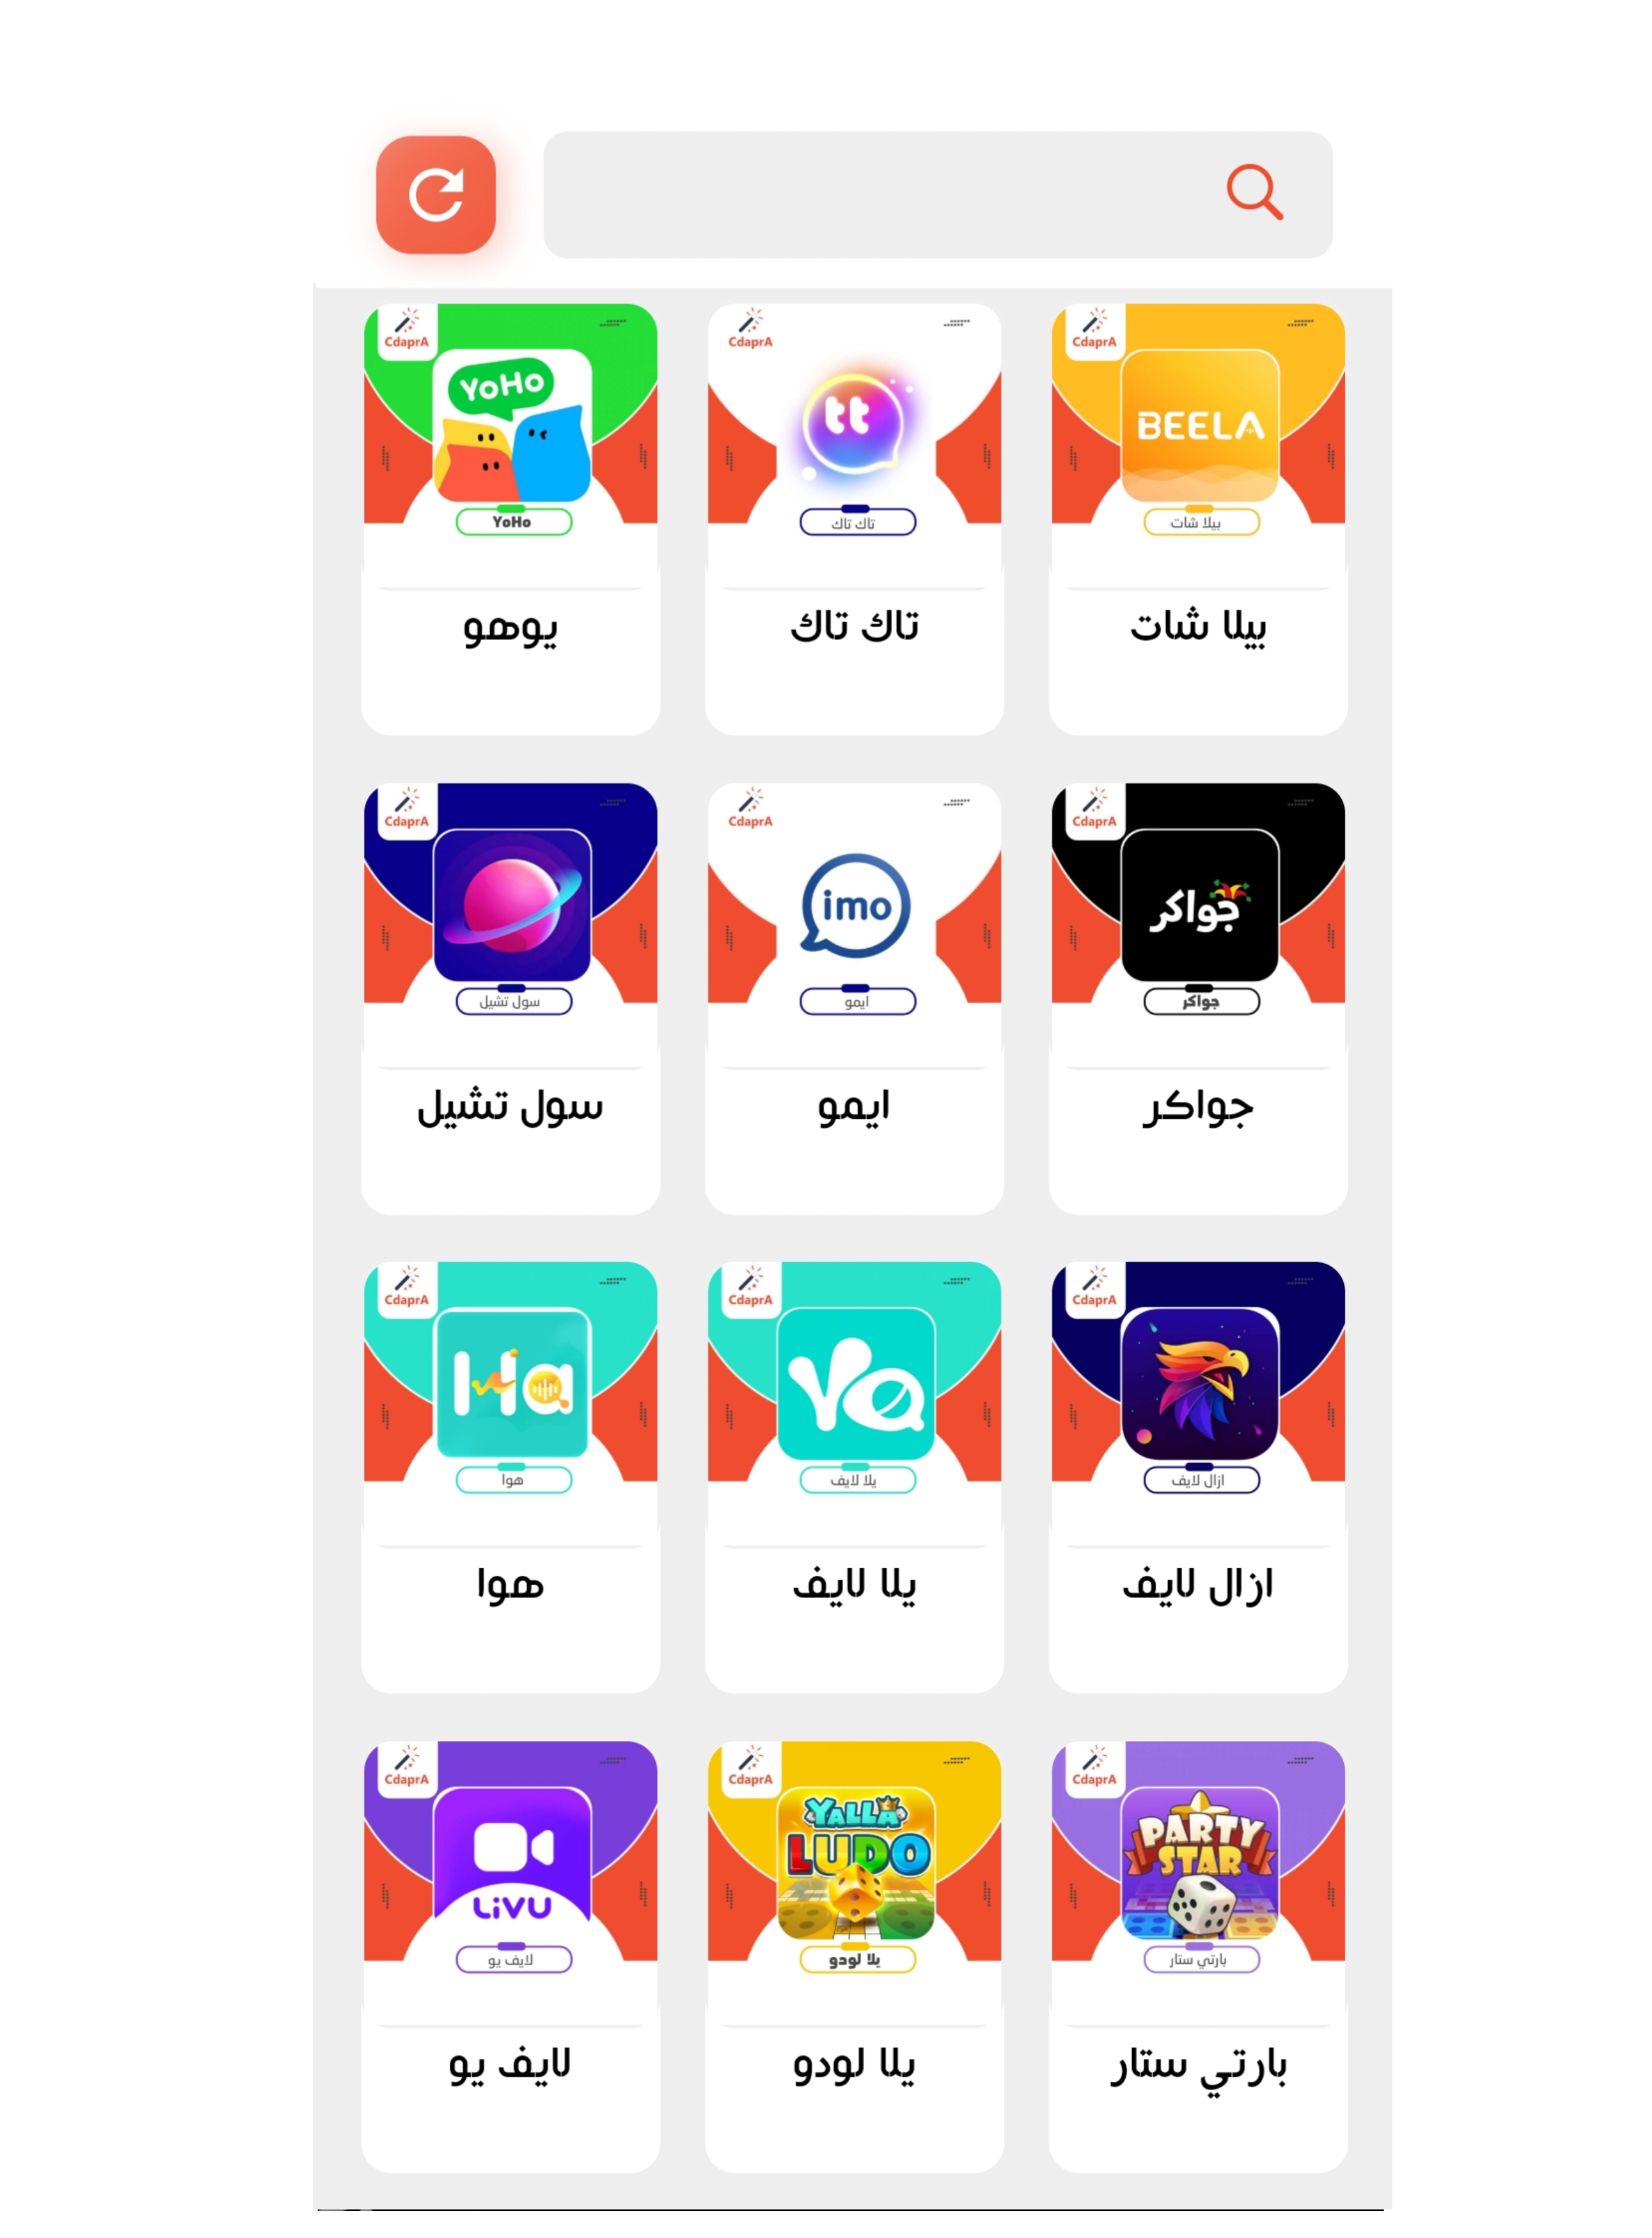 CdaprA
BEELA
بيلا شات
بيلا شات
CdaprA
tt
تاك تاك
تاك تاك
CdaprA
YoHo
YoHo
يوهو
CdaprA
جواكر
جواكر
جواكر
CdaprA
imo
ايمو
ايمو
CdaprA
سول تشيل
سول تشيل
CdaprA
ازال لايف
ازال لايف
CdaprA
Ya
يلا لايف
يلا لايف
CdaprA
Ha
هوا
هوا
CdaprA
PARTY
STAR
بارتي ستار
بارتي ستار
CdaprA
YALLA
LUDO
يلا لودو
يلا لودو
CdaprA
LiVU
لايف يو
لايف يو